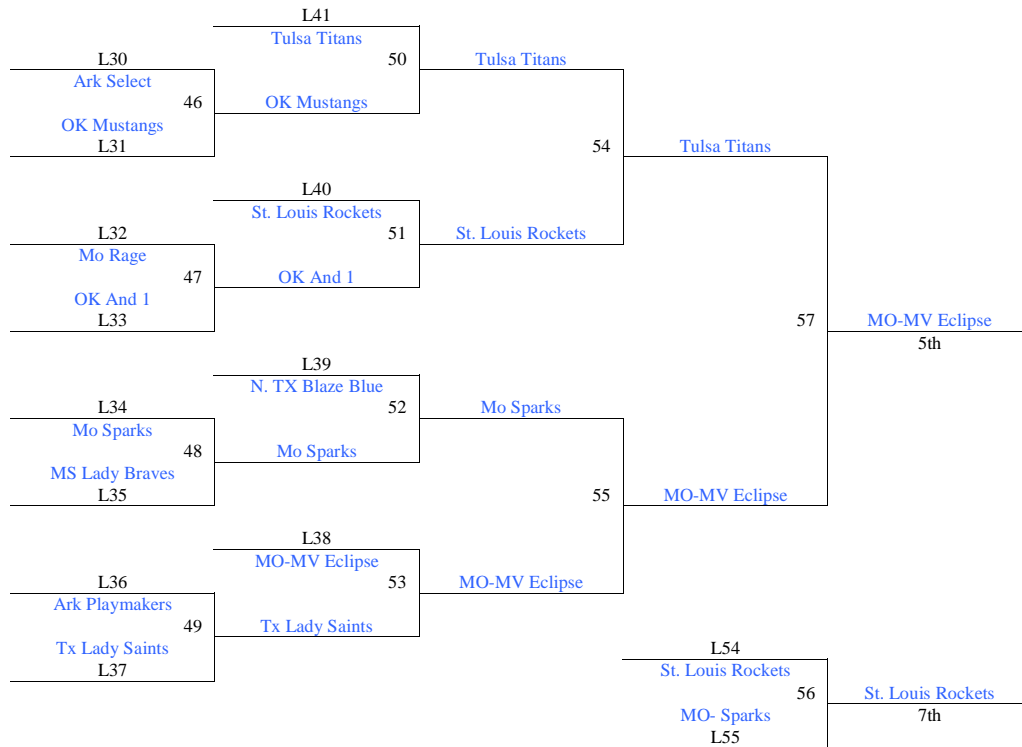 L41
Tulsa Titans
50
L30
Tulsa Titans
Ark Select
46
OK Mustangs
OK Mustangs
L31
54
Tulsa Titans
L40
St. Louis Rockets
51
L32
St. Louis Rockets
Mo Rage
47
OK And 1
OK And 1
L33
57
MO-MV Eclipse
5th
L39
N. TX Blaze Blue
52
L34
Mo Sparks
Mo Sparks
48
Mo Sparks
MS Lady Braves
L35
55
MO-MV Eclipse
L38
MO-MV Eclipse
53
L36
MO-MV Eclipse
Ark Playmakers
49
Tx Lady Saints
Tx Lady Saints
L37
L54
St. Louis Rockets
56
St. Louis Rockets
MO- Sparks
7th
L55